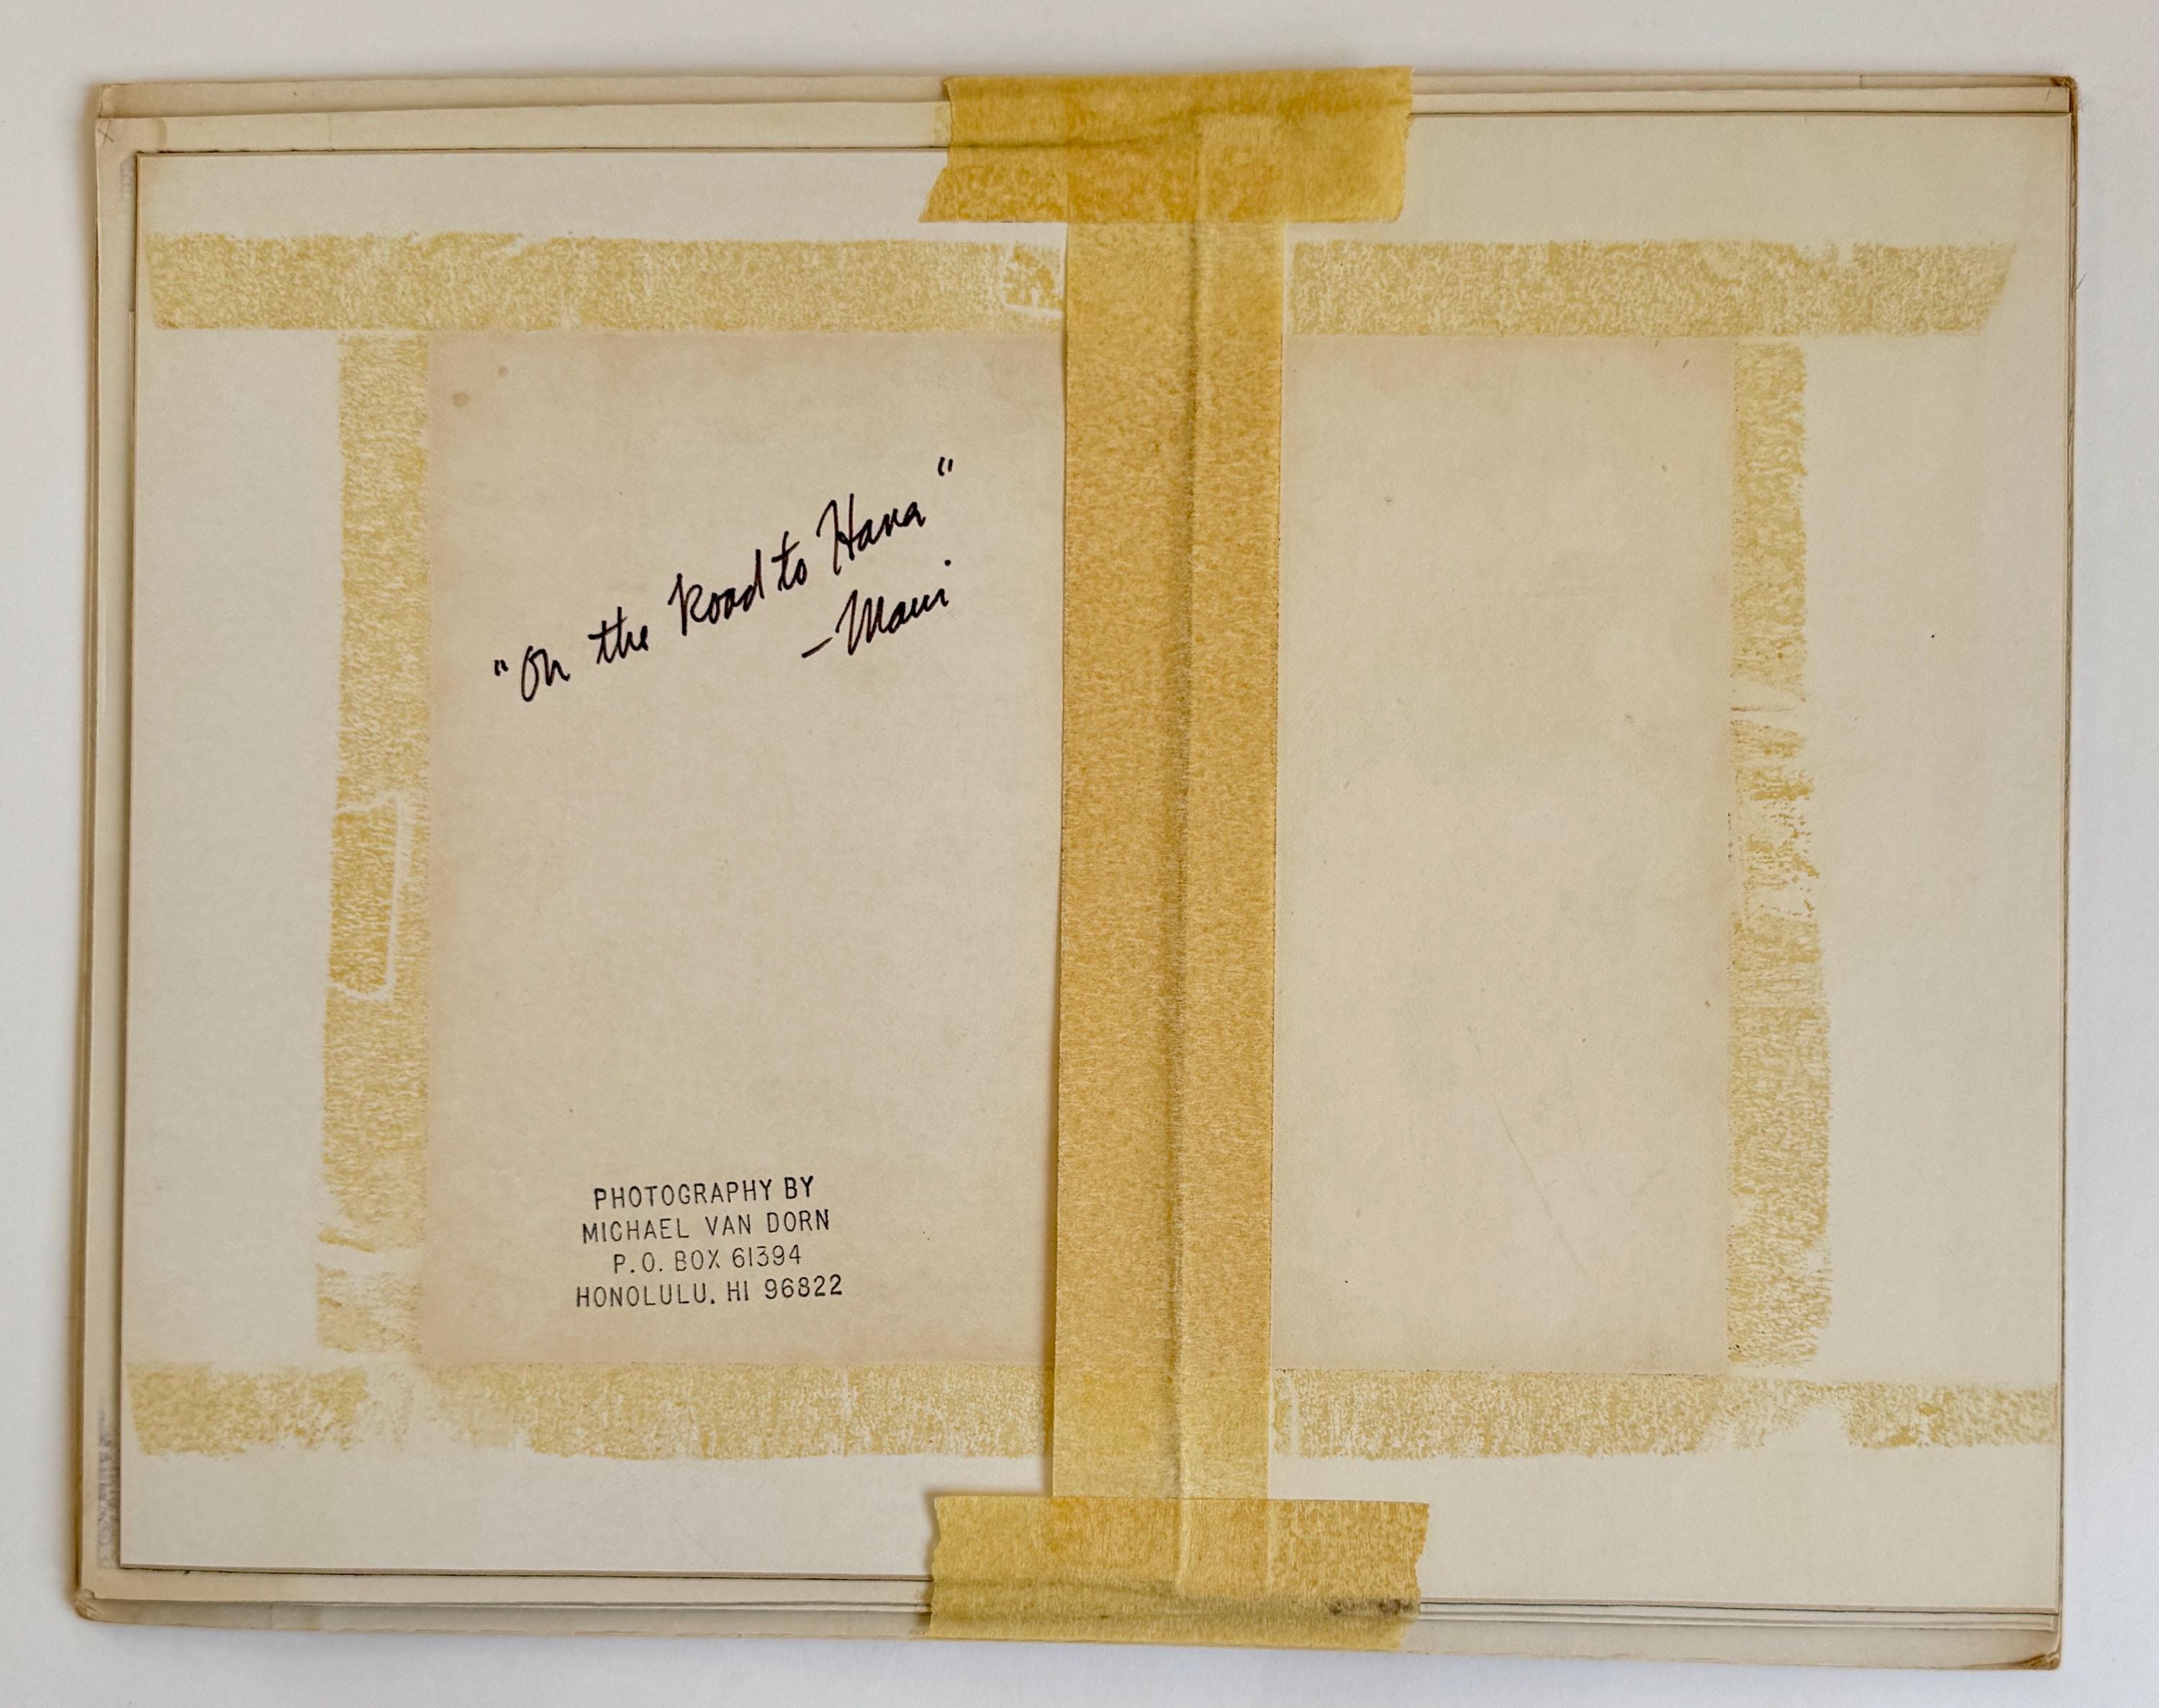 "On the Road to Hana"
- Maui
PHOTOGRAPHY BY
MICHAEL VAN DORN
P.O. BOX 61394
HONOLULU, HI 96822